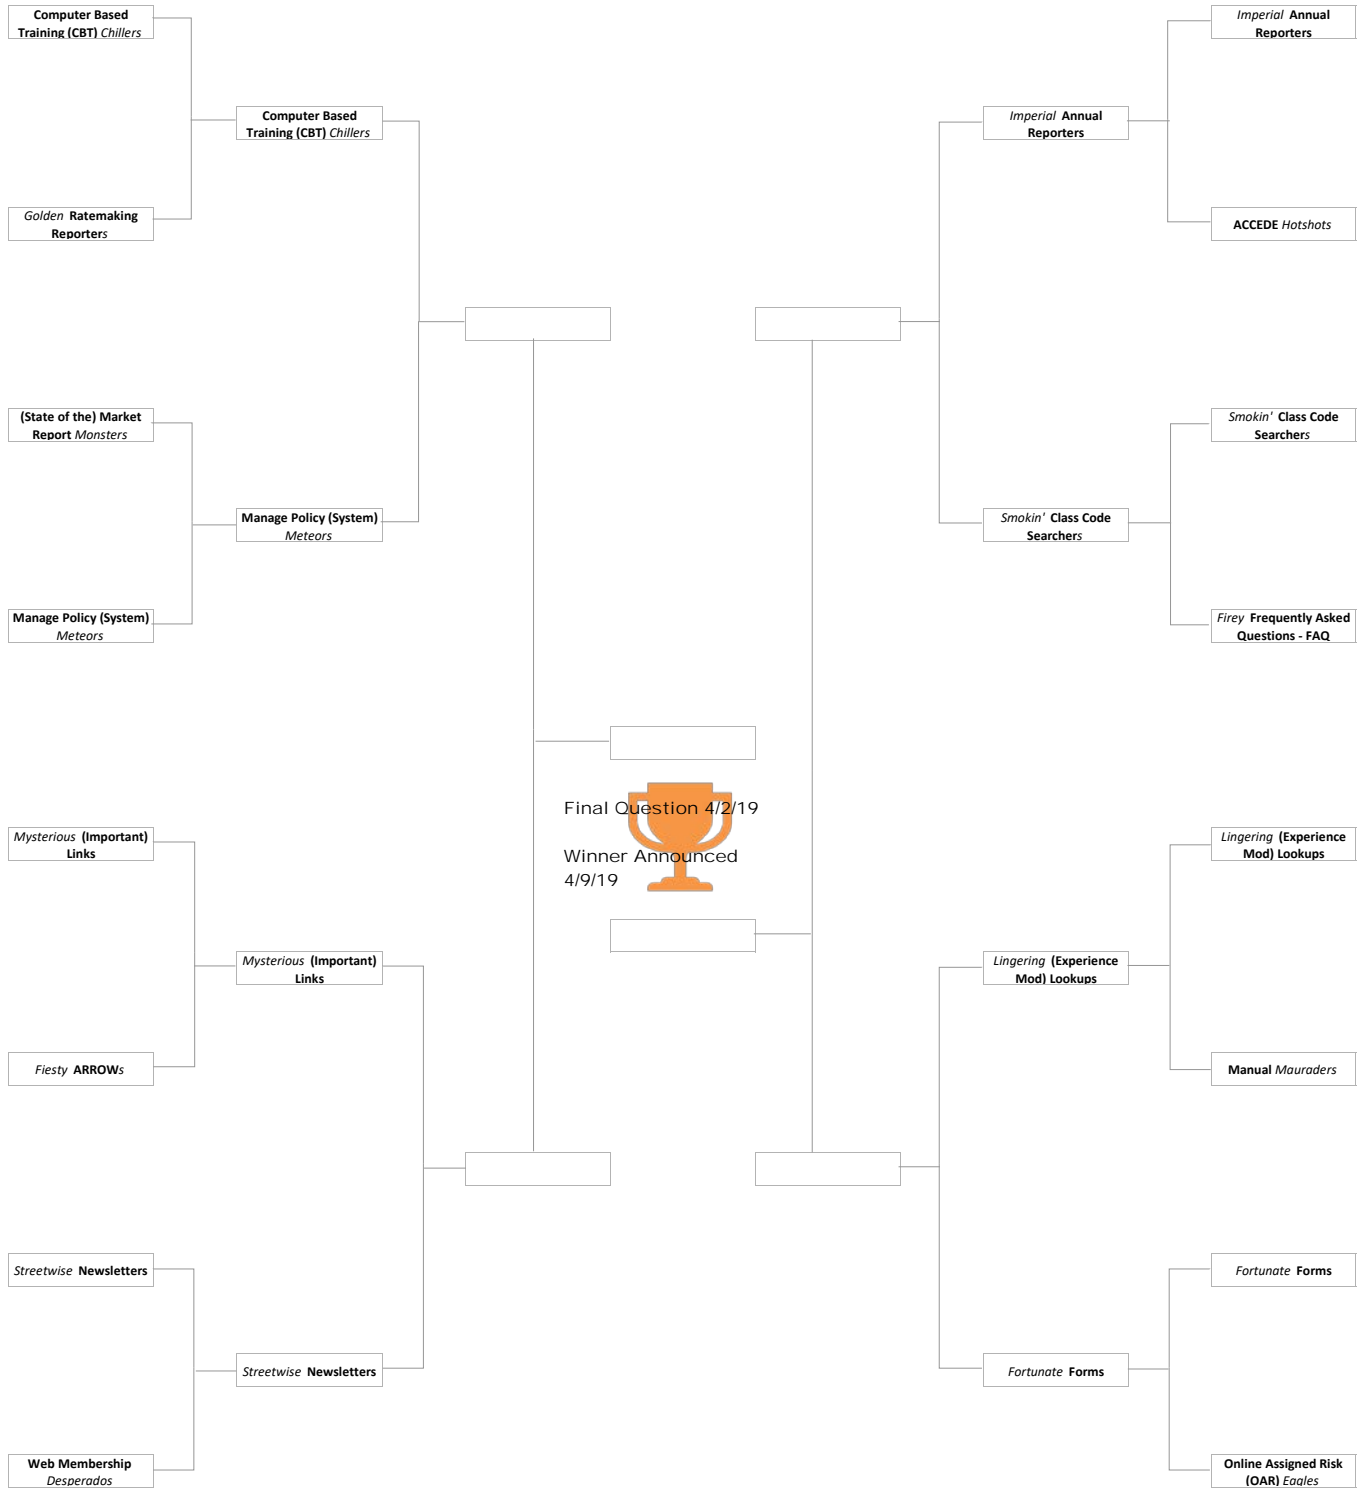 Computer Based
Training (CBT) Chillers
Imperial Annual
Reporters
Computer Based
Training (CBT) Chillers
Imperial Annual
Reporters
Golden Ratemaking
Reporters
ACCEDE Hotshots
(State of the) Market
Report Monsters
Smokin' Class Code
Searchers
Manage Policy (System)
Meteors
Smokin' Class Code
Searchers
Manage Policy (System)
Meteors
Firey Frequently Asked
Questions - FAQ
Final Question 4/2/19
Winner Announced
4/9/19
Mysterious (Important)
Links
Lingering (Experience
Mod) Lookups
Mysterious (Important)
Links
Lingering (Experience
Mod) Lookups
Fiesty ARROWs
Manual Mauraders
Streetwise Newsletters
Fortunate Forms
Streetwise Newsletters
Fortunate Forms
Web Membership
Desperados
Online Assigned Risk
(OAR) Eagles